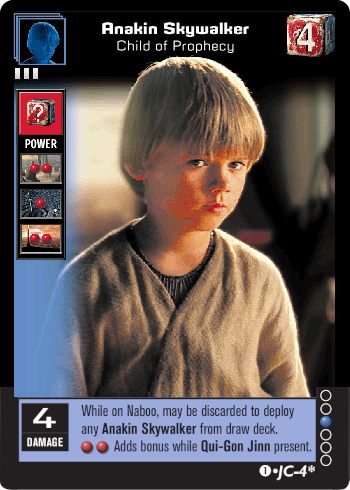 Anakin Skywalker
Child of Prophecy
4
?
POWER
4
DAMAGE
While on Naboo, may be discarded to deploy
any Anakin Skywalker from draw deck.
Adds bonus while Qui-Gon Jinn present.
1•JC-4*